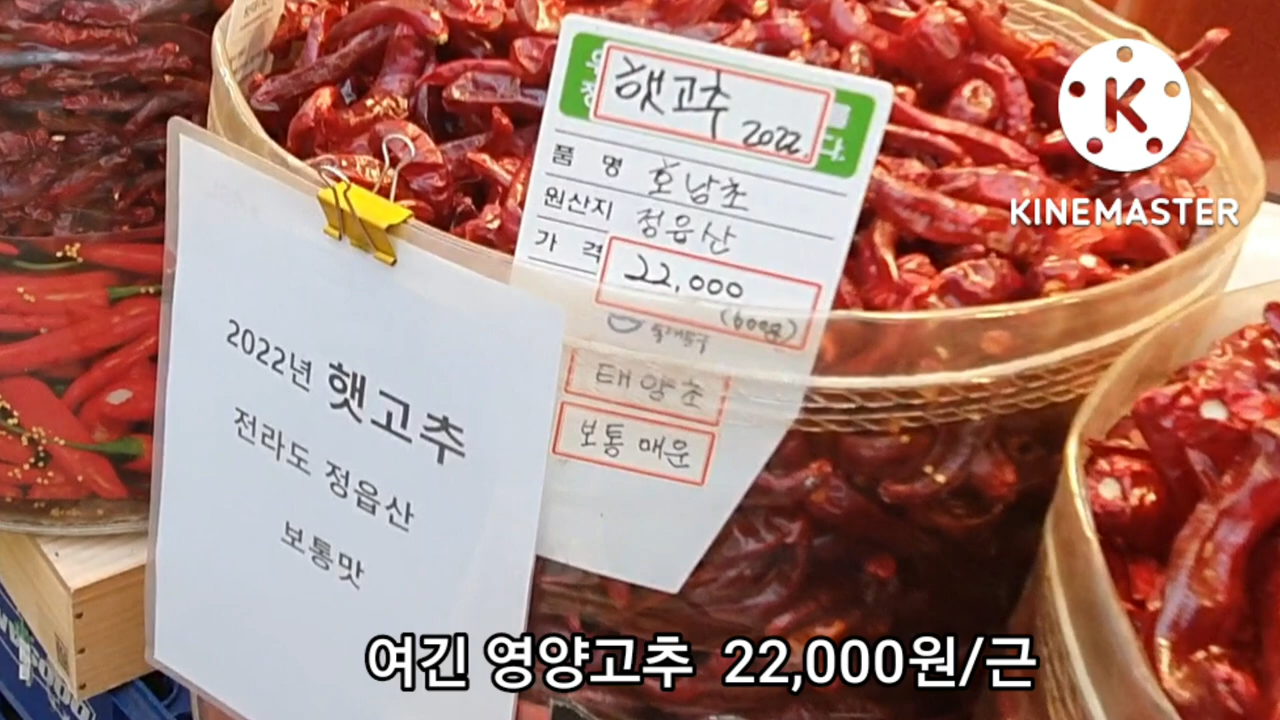 햇고추
2022.
품 명 호남초
원산지 정읍산
가 격 22,000
(600g)
태양초
보통 매운
2022년 햇고추
전라도 정읍산
보통맛
K
KINEMASTER
여긴 영양고추 22,000원/근